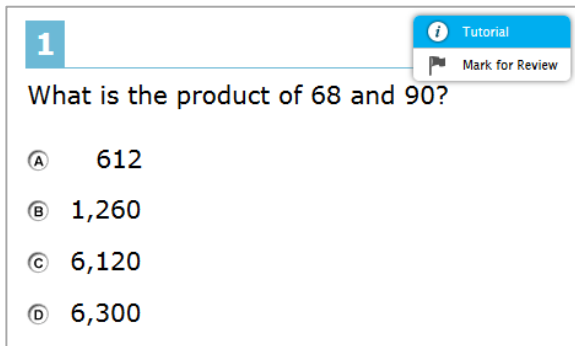 1
Tutorial
Mark for Review
What is the product of 68 and 90?
A 612
B 1,260
C 6,120
D 6,300